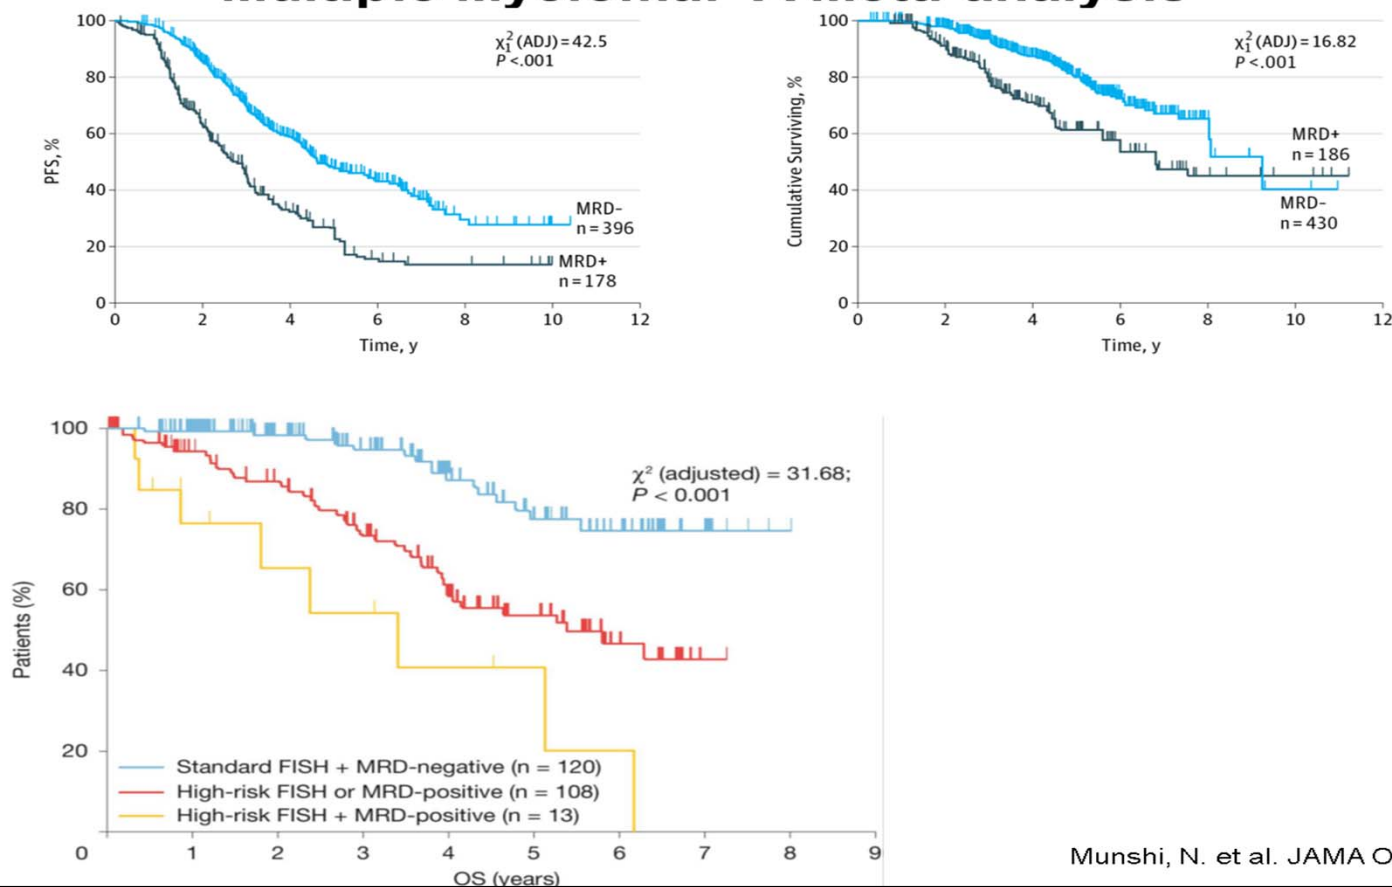 Multiple Myeloma: A Meta-analysis
100
80
60
40
20
0
PFS, %
χ²₁ (ADJ)=42.5
P <.001
MRD–
n=396
MRD+
n=178
0 2 4 6 8 10 12
Time, y
100
80
60
40
20
0
Cumulative Surviving, %
χ²₁ (ADJ)=16.82
P <.001
MRD+
n=186
MRD–
n=430
0 2 4 6 8 10 12
Time, y
100
80
60
40
20
Patients (%)
χ² (adjusted) = 31.68;
P < 0.001
Standard FISH + MRD-negative (n = 120)
High-risk FISH or MRD-positive (n = 108)
High-risk FISH + MRD-positive (n = 13)
0 1 2 3 4 5 6 7 8 9
OS (years)
Munshi, N. et al. JAMA O